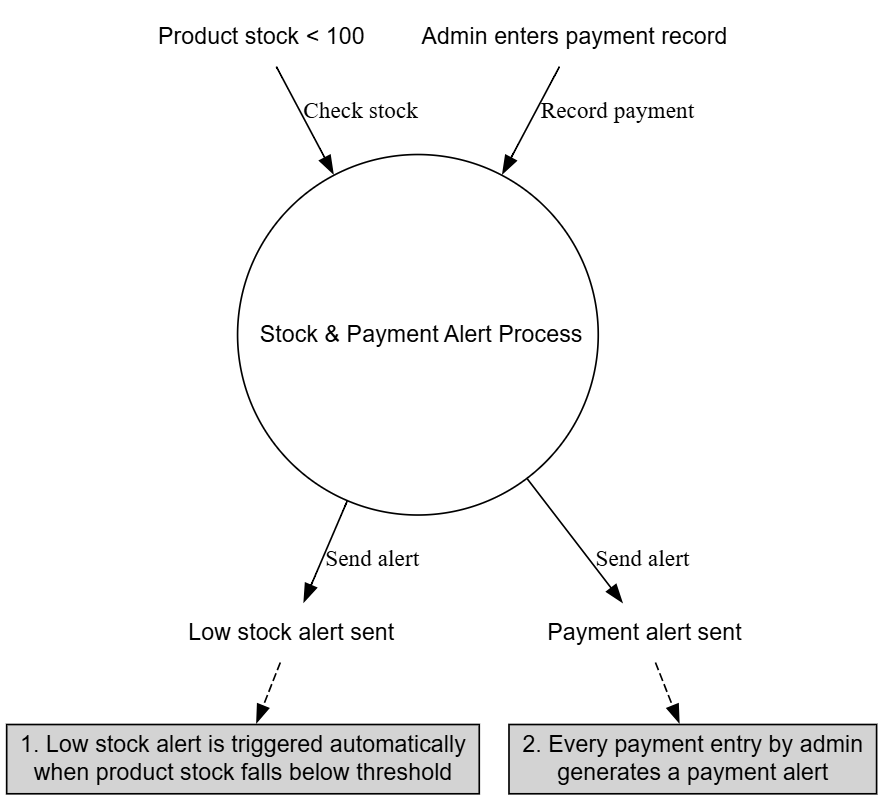 Product stock < 100
Admin enters payment record
Check stock
Record payment
Stock & Payment Alert Process
Send alert
Send alert
Low stock alert sent
Payment alert sent
1. Low stock alert is triggered automatically
when product stock falls below threshold
2. Every payment entry by admin
generates a payment alert